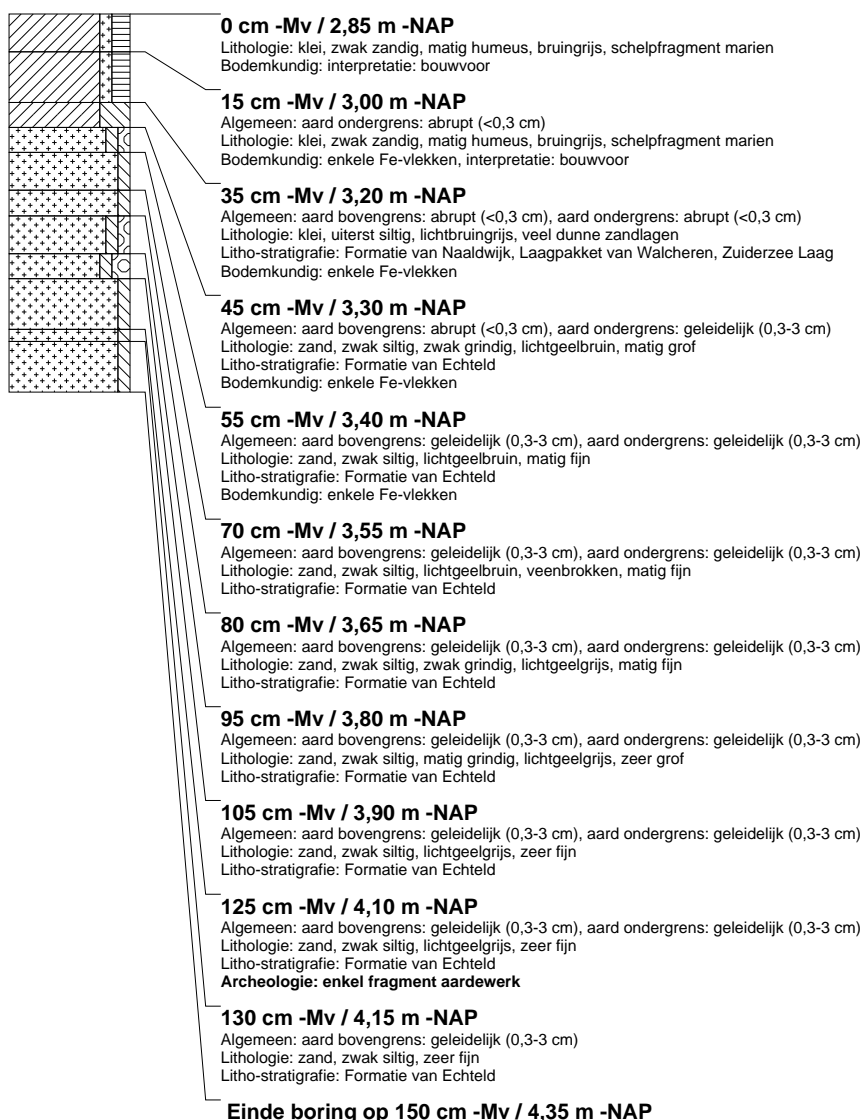 0 cm -Mv / 2,85 m -NAP
Lithologie: klei, zwak zandig, matig humeus, bruingrijs, schelpfragment marien
Bodemkundig: interpretatie: bouwvoor
15 cm -Mv / 3,00 m -NAP
Algemeen: aard ondergrens: abrupt (<0,3 cm)
Lithologie: klei, zwak zandig, matig humeus, bruingrijs, schelpfragment marien
Bodemkundig: enkele Fe-vlekken, interpretatie: bouwvoor
35 cm -Mv / 3,20 m -NAP
Algemeen: aard bovengrens: abrupt (<0,3 cm), aard ondergrens: abrupt (<0,3 cm)
Lithologie: klei, uiterst siltig, lichtbruingrijs, veel dunne zandlagen
Litho-stratigrafie: Formatie van Naaldwijk, Laagpakket van Walcheren, Zuiderzee Laag
Bodemkundig: enkele Fe-vlekken
45 cm -Mv / 3,30 m -NAP
Algemeen: aard bovengrens: abrupt (<0,3 cm), aard ondergrens: geleidelijk (0,3-3 cm)
Lithologie: zand, zwak siltig, zwak grindig, lichtgeelbruin, matig grof
Litho-stratigrafie: Formatie van Echteld
Bodemkundig: enkele Fe-vlekken
55 cm -Mv / 3,40 m -NAP
Algemeen: aard bovengrens: geleidelijk (0,3-3 cm), aard ondergrens: geleidelijk (0,3-3 cm)
Lithologie: zand, zwak siltig, lichtgeelbruin, matig fijn
Litho-stratigrafie: Formatie van Echteld
Bodemkundig: enkele Fe-vlekken
70 cm -Mv / 3,55 m -NAP
Algemeen: aard bovengrens: geleidelijk (0,3-3 cm), aard ondergrens: geleidelijk (0,3-3 cm)
Lithologie: zand, zwak siltig, lichtgeelbruin, veenbrokken, matig fijn
Litho-stratigrafie: Formatie van Echteld
80 cm -Mv / 3,65 m -NAP
Algemeen: aard bovengrens: geleidelijk (0,3-3 cm), aard ondergrens: geleidelijk (0,3-3 cm)
Lithologie: zand, zwak siltig, zwak grindig, lichtgeelgrijs, matig fijn
Litho-stratigrafie: Formatie van Echteld
95 cm -Mv / 3,80 m -NAP
Algemeen: aard bovengrens: geleidelijk (0,3-3 cm), aard ondergrens: geleidelijk (0,3-3 cm)
Lithologie: zand, zwak siltig, matig grindig, lichtgeelgrijs, zeer grof
Litho-stratigrafie: Formatie van Echteld
105 cm -Mv / 3,90 m -NAP
Algemeen: aard bovengrens: geleidelijk (0,3-3 cm), aard ondergrens: geleidelijk (0,3-3 cm)
Lithologie: zand, zwak siltig, lichtgeelgrijs, zeer fijn
Litho-stratigrafie: Formatie van Echteld
125 cm -Mv / 4,10 m -NAP
Algemeen: aard bovengrens: geleidelijk (0,3-3 cm), aard ondergrens: geleidelijk (0,3-3 cm)
Lithologie: zand, zwak siltig, lichtgeelgrijs, zeer fijn
Litho-stratigrafie: Formatie van Echteld
Archeologie: enkel fragment aardewerk
130 cm -Mv / 4,15 m -NAP
Algemeen: aard bovengrens: geleidelijk (0,3-3 cm)
Lithologie: zand, zwak siltig, zeer fijn
Litho-stratigrafie: Formatie van Echteld
Einde boring op 150 cm -Mv / 4,35 m -NAP